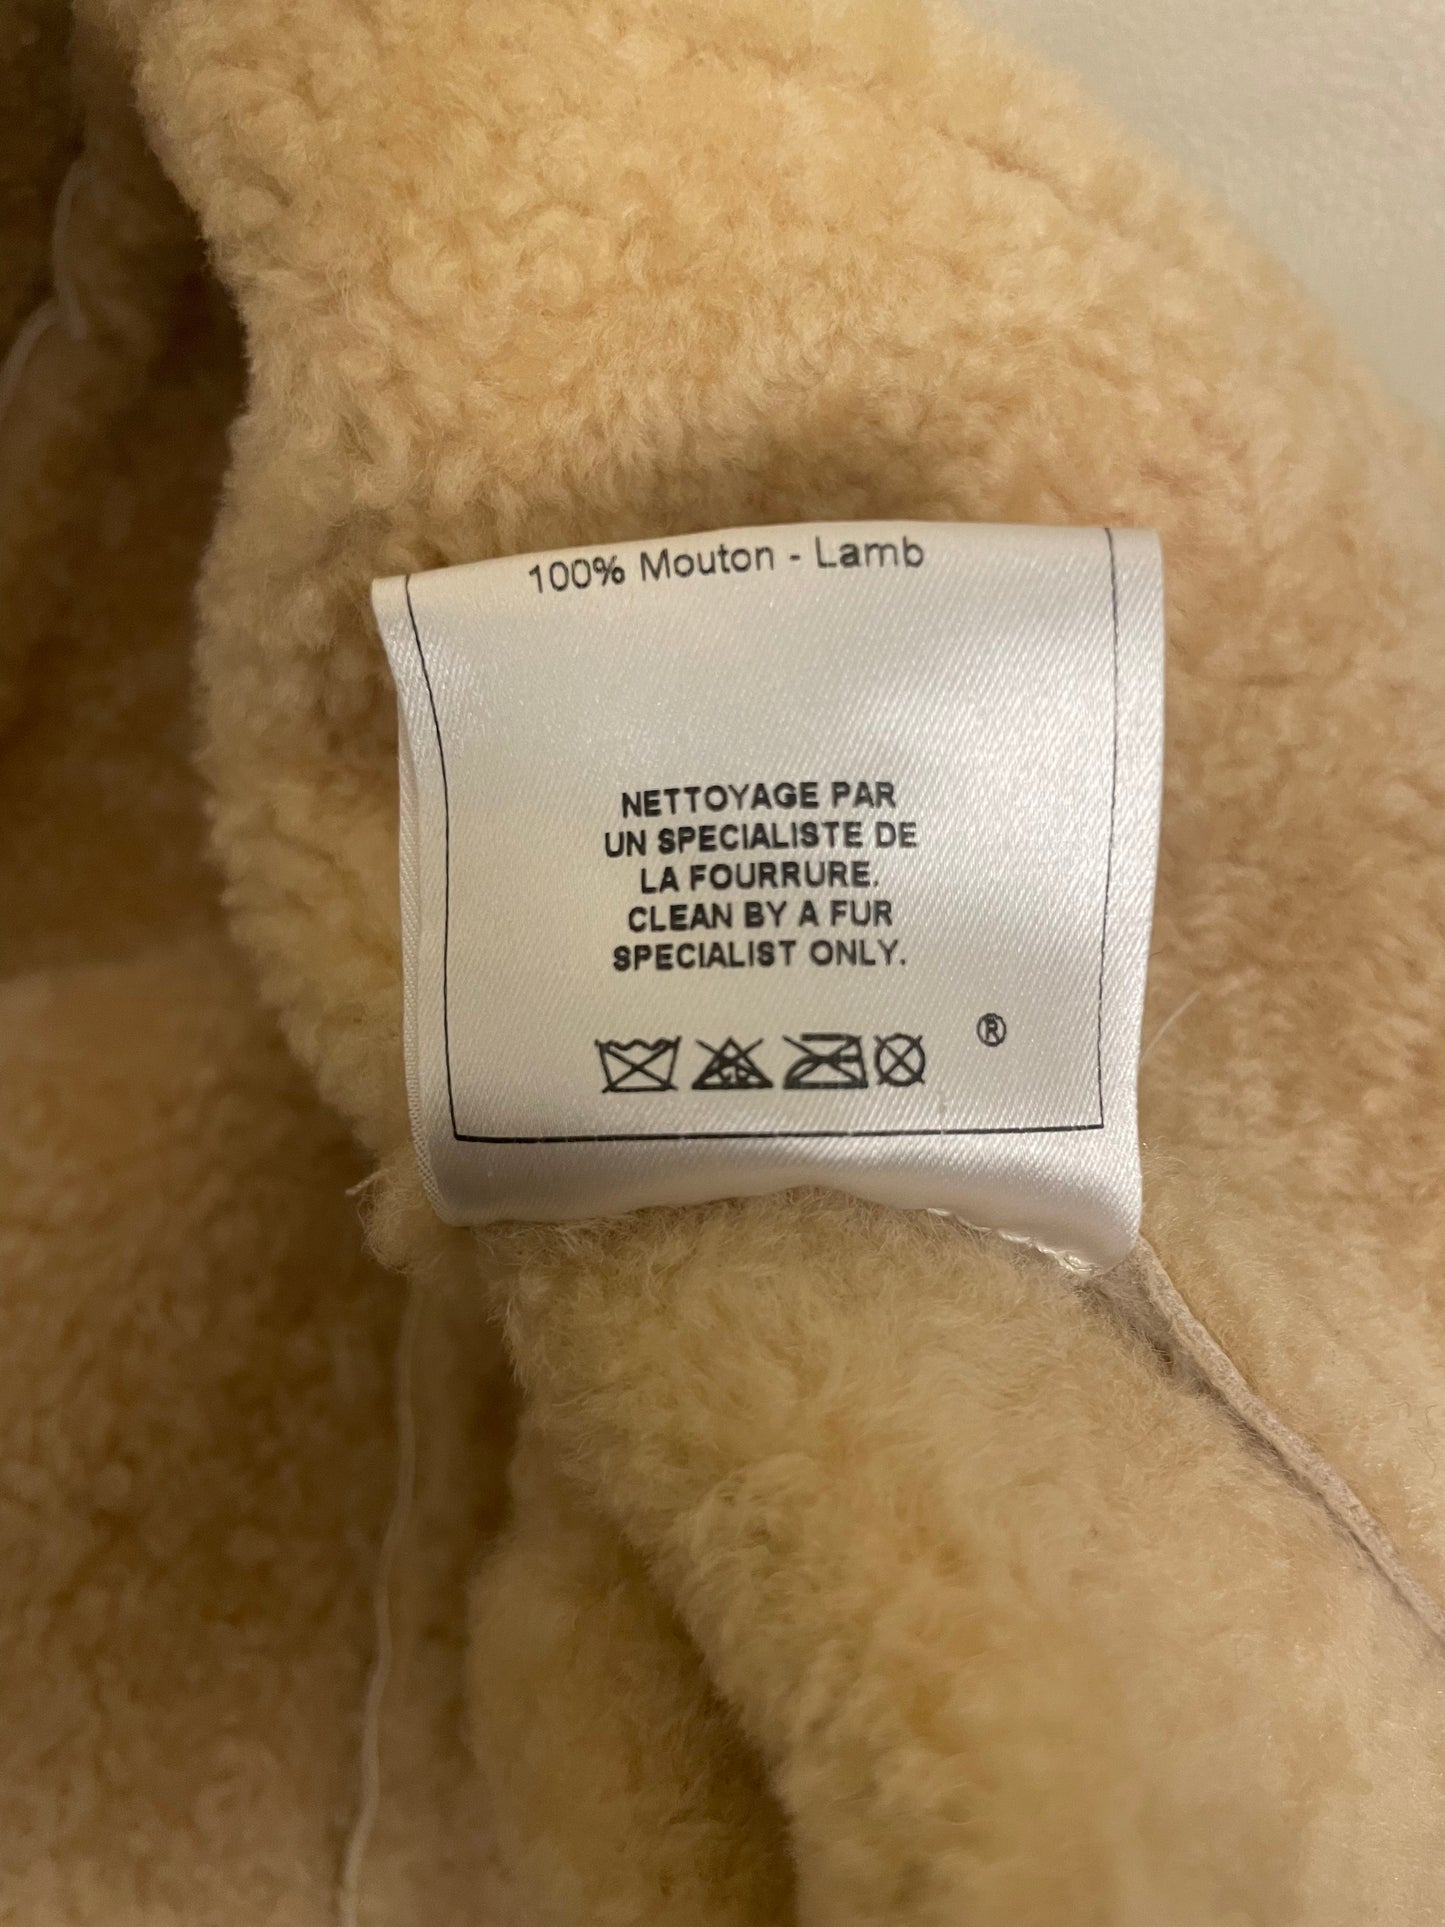 100% Mouton - Lamb
NETTOYAGE PAR
UN SPECIALISTE DE
LA FOURRURE.
CLEAN BY A FUR
SPECIALIST ONLY.
®